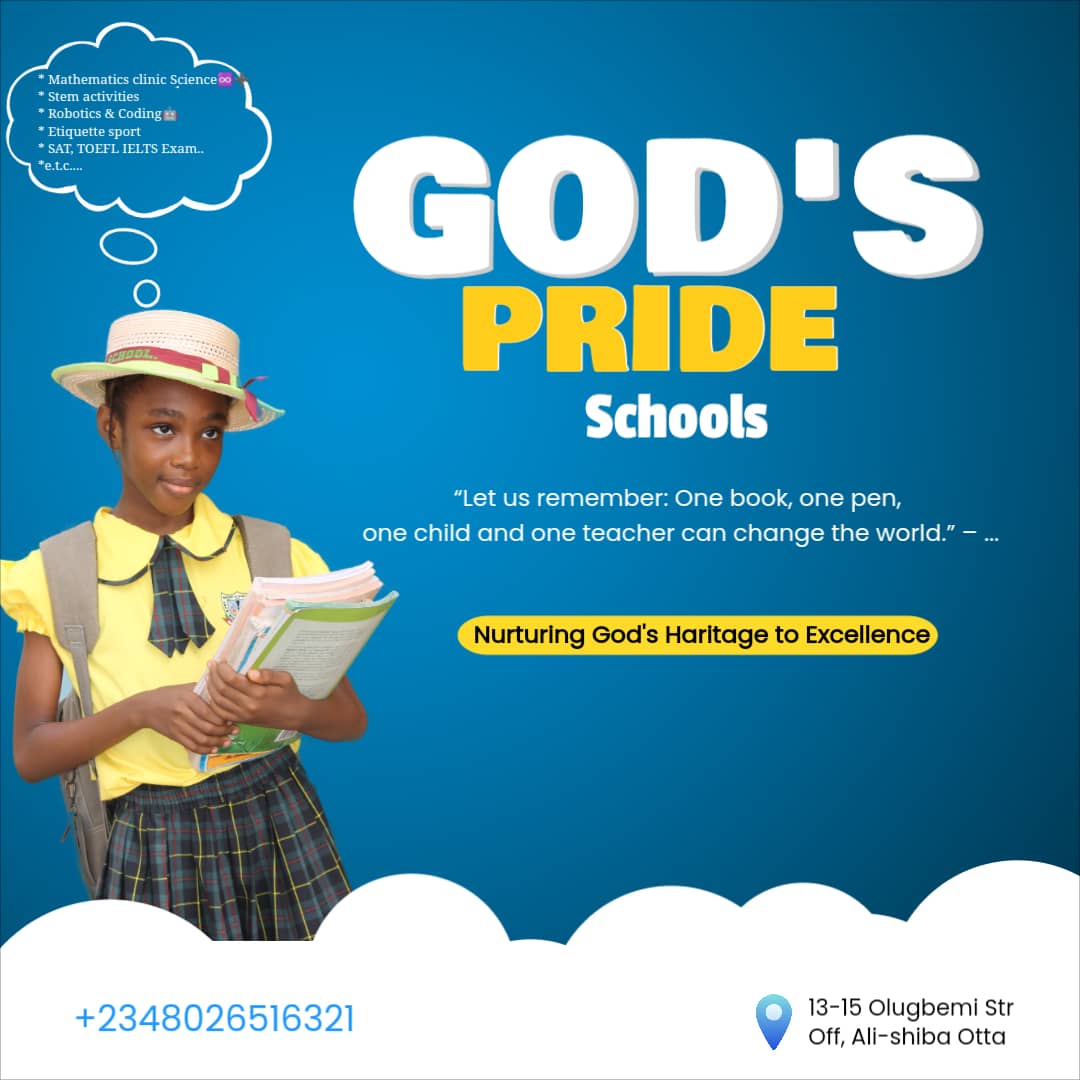 * Mathematics clinic Science♾️➗
* Stem activities
* Robotics & Coding🤖
* Etiquette sport
* SAT, TOEFL IELTS Exam..
*e.t.c....
GOD'S
PRIDE
Schools
SCHOOL.
“Let us remember: One book, one pen,
one child and one teacher can change the world.” – ...
Nurturing God's Haritage to Excellence
+2348026516321
13-15 Olugbemi Str
Off, Ali-shiba Otta